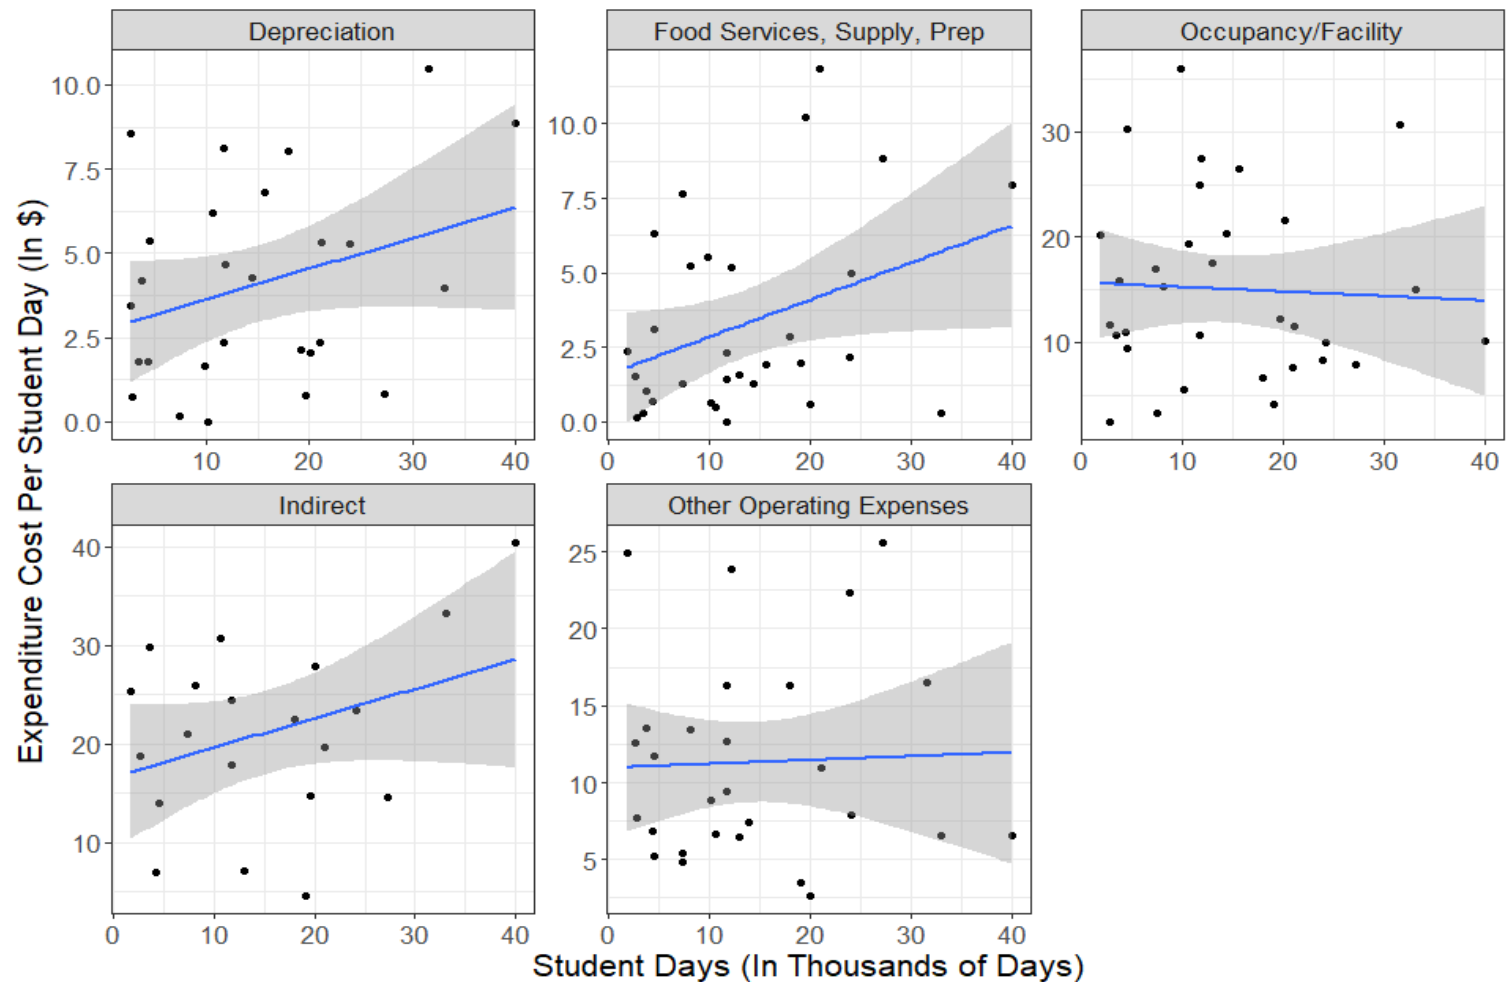 Depreciation
Food Services, Supply, Prep
Occupancy/Facility
10.0
7.5
5.0
2.5
0.0
10 20 30 40
10.0
7.5
5.0
2.5
0.0
0 10 20 30 40
30
20
10
0 10 20 30 40
Expenditure Cost Per Student Day (In $)
Indirect
Other Operating Expenses
40
30
20
10
0 10 20 30 40
25
20
15
10
5
0 10 20 30 40
Student Days (In Thousands of Days)